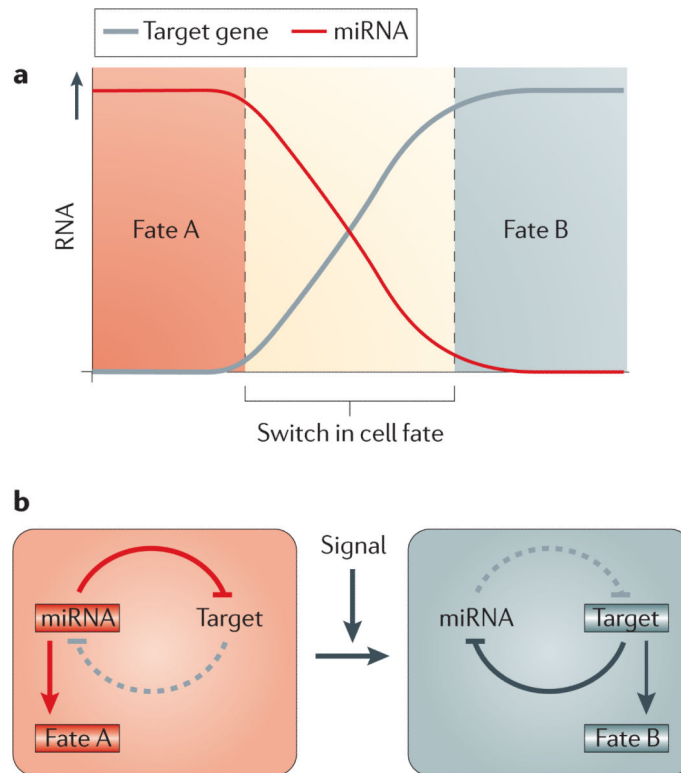 Target gene miRNA
a
RNA
Fate A
Fate B
Switch in cell fate
b
Signal
miRNA
Target
Fate A
miRNA
Target
Fate B